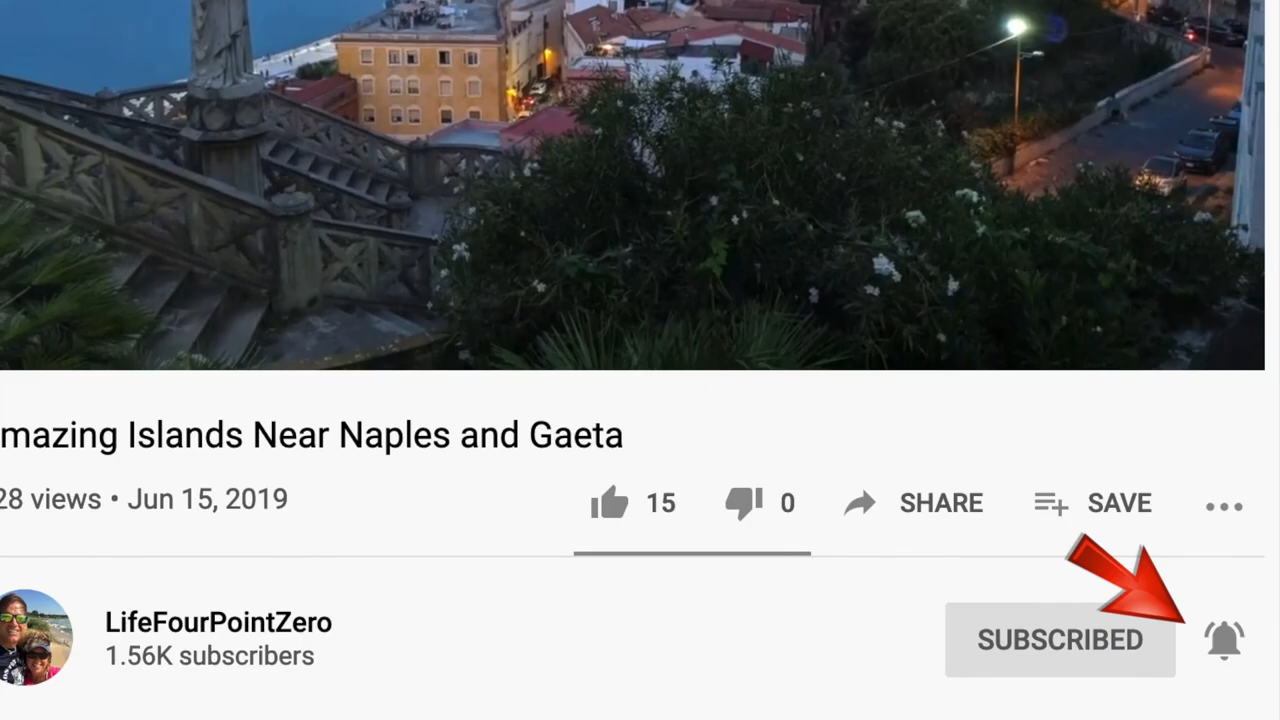 mazing Islands Near Naples and Gaeta
28 views • Jun 15, 2019
15
0
SHARE
SAVE
LifeFourPointZero
1.56K subscribers
SUBSCRIBED